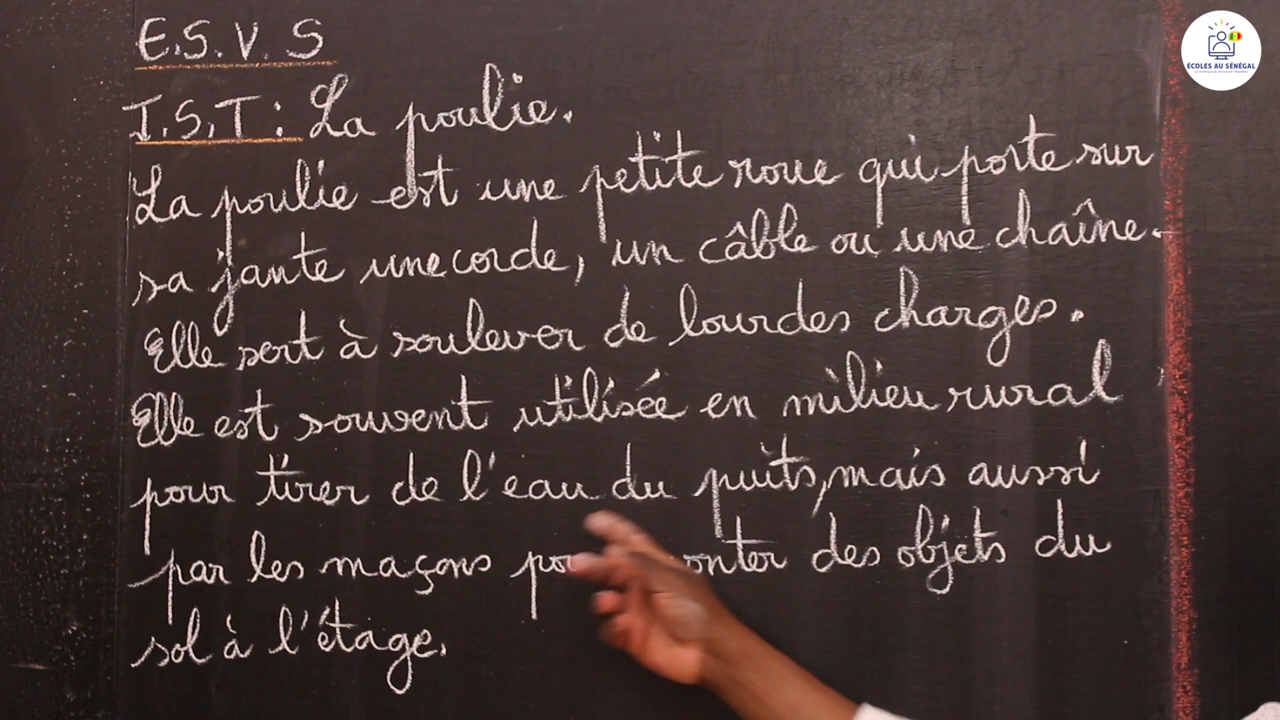 E.S.V.S
I.S.T : La poulie.
La poulie est une petite roue qui porte sur
sa jante une corde, un câble ou une chaîne.
Elle sert à soulever de lourdes charges.
Elle est souvent utilisée en milieu rural
pour tirer de l'eau du puits, mais aussi
par les maçons des objets du
sol à l'étage.
ÉCOLES AU SÉNÉGAL